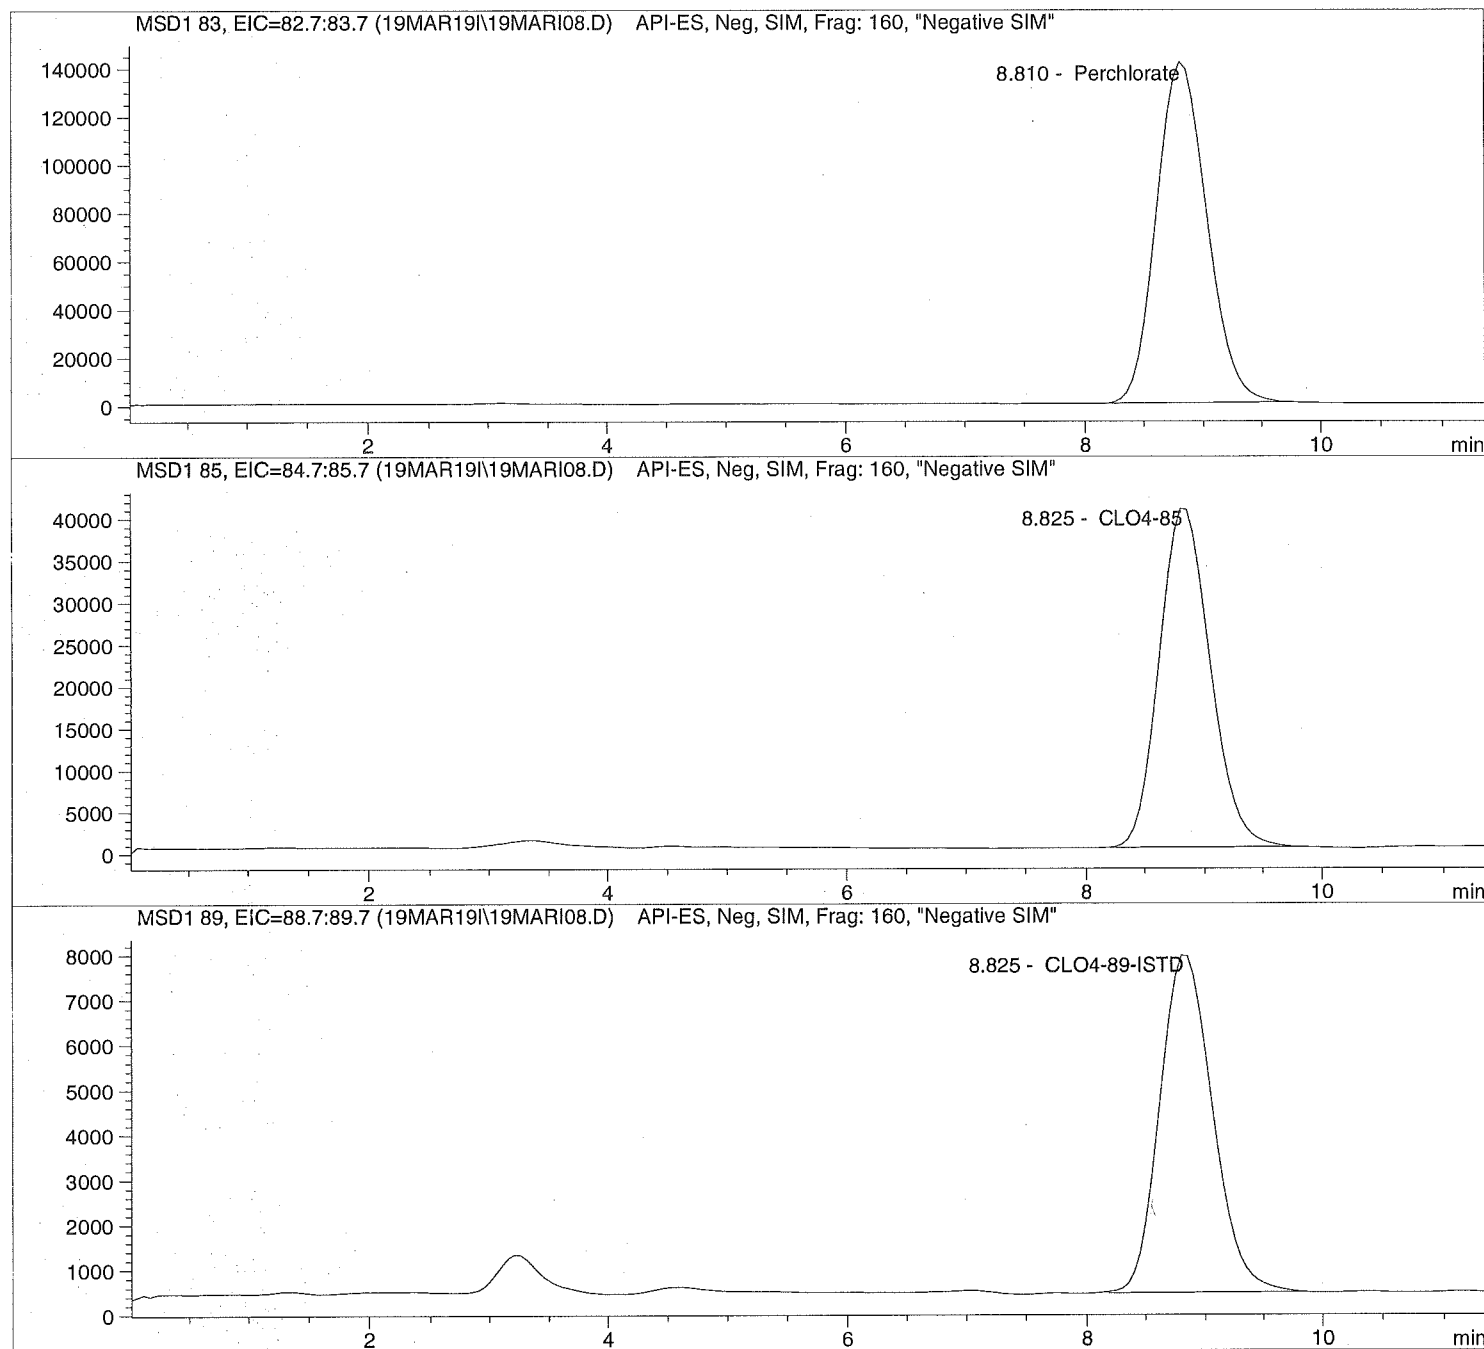 MSD1 83, EIC=82.7:83.7 (19MAR19I\19MARI08.D) API-ES, Neg, SIM, Frag: 160, "Negative SIM"
8.810 - Perchlorate
140000
120000
100000
80000
60000
40000
20000
0
2 4 6 8 10 min
MSD1 85, EIC=84.7:85.7 (19MAR19I\19MARI08.D) API-ES, Neg, SIM, Frag: 160, "Negative SIM"
8.825 - CLO4-85
40000
35000
30000
25000
20000
15000
10000
5000
0
2 4 6 8 10 min
MSD1 89, EIC=88.7:89.7 (19MAR19I\19MARI08.D) API-ES, Neg, SIM, Frag: 160, "Negative SIM"
8.825 - CLO4-89-ISTD
8000
7000
6000
5000
4000
3000
2000
1000
0
2 4 6 8 10 min